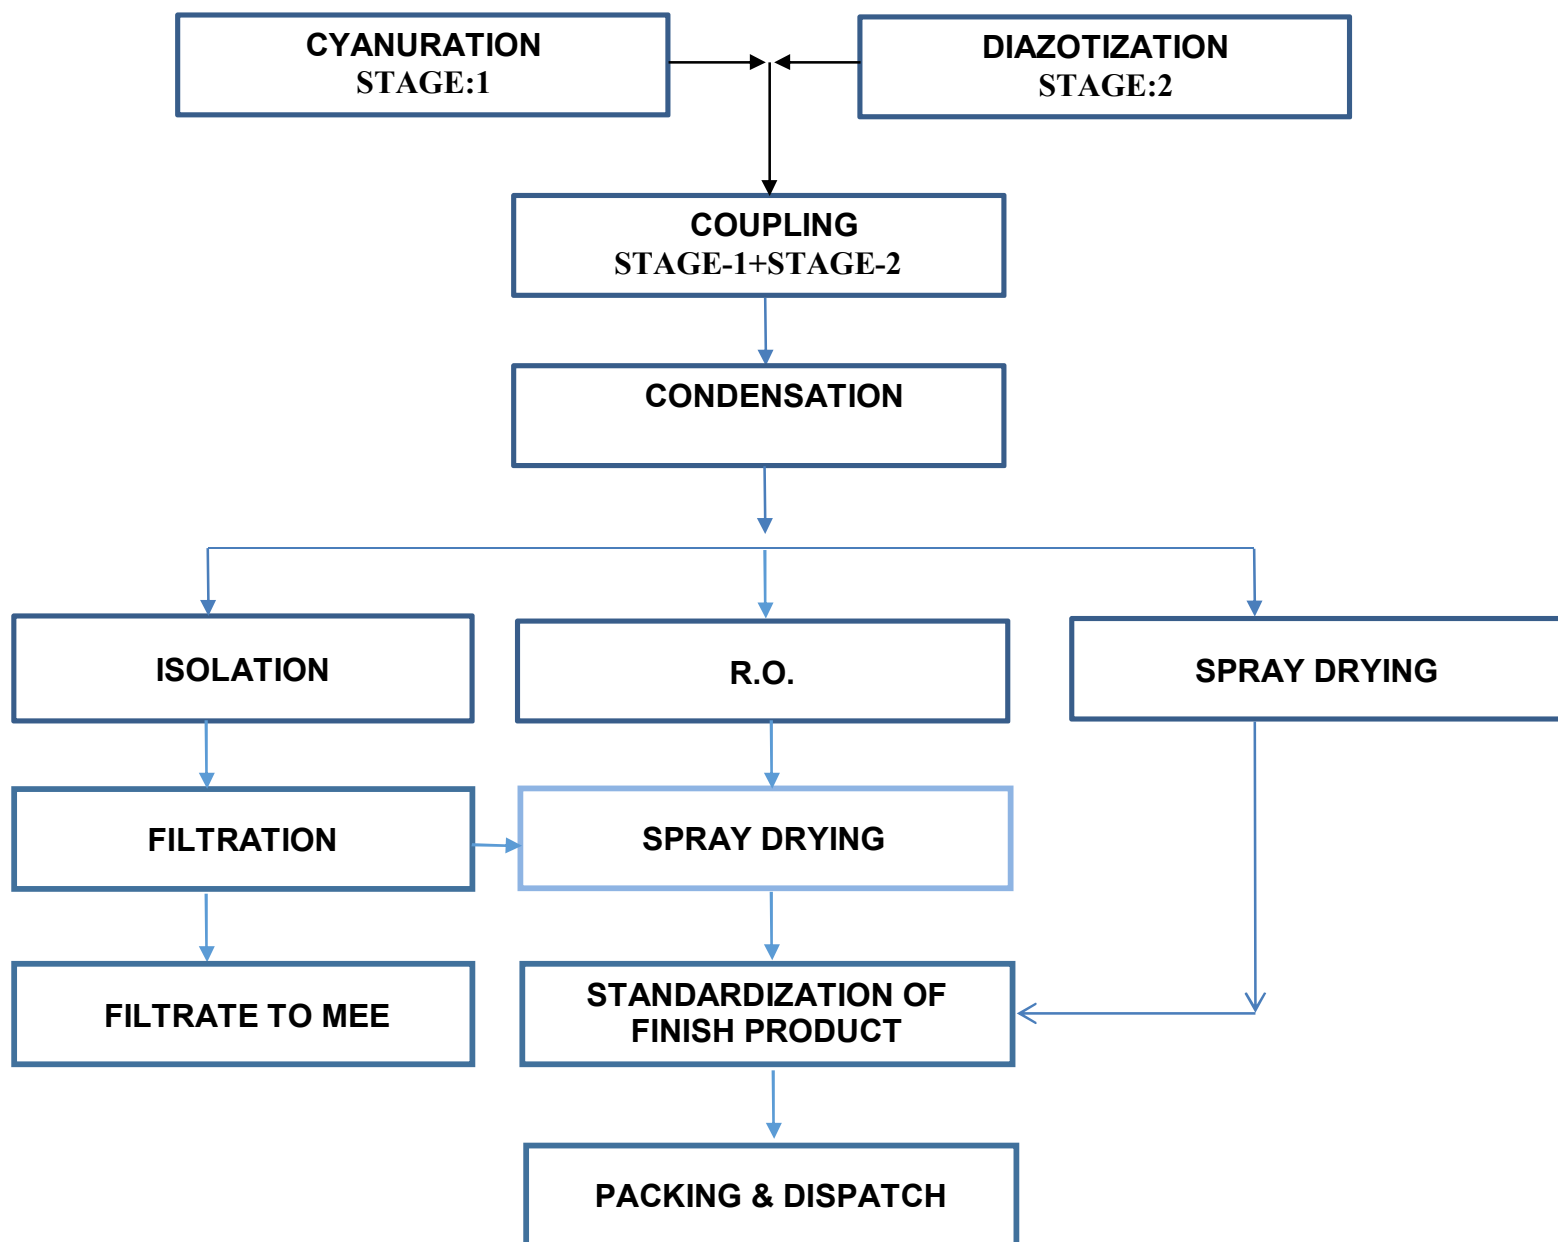 CYANURATION
STAGE:1
DIAZOTIZATION
STAGE:2
COUPLING
STAGE-1+STAGE-2
CONDENSATION
ISOLATION
R.O.
SPRAY DRYING
FILTRATION
SPRAY DRYING
FILTRATE TO MEE
STANDARDIZATION OF
FINISH PRODUCT
PACKING & DISPATCH